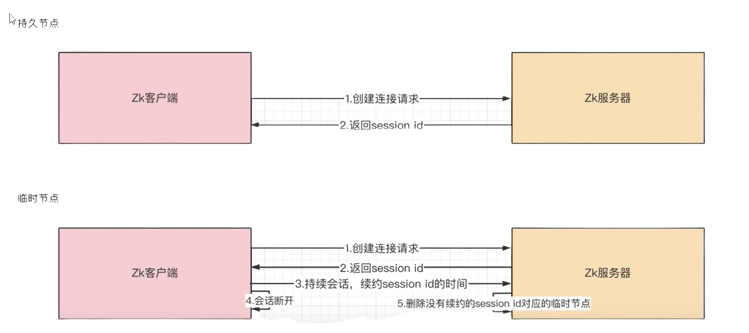 持久节点
Zk客户端
1.创建连接请求
2.返回session id
Zk服务器
临时节点
Zk客户端
1.创建连接请求
2.返回session id
3.持续会话，续约session id的时间
4.会话断开
5.删除没有续约的session id对应的临时节点
Zk服务器